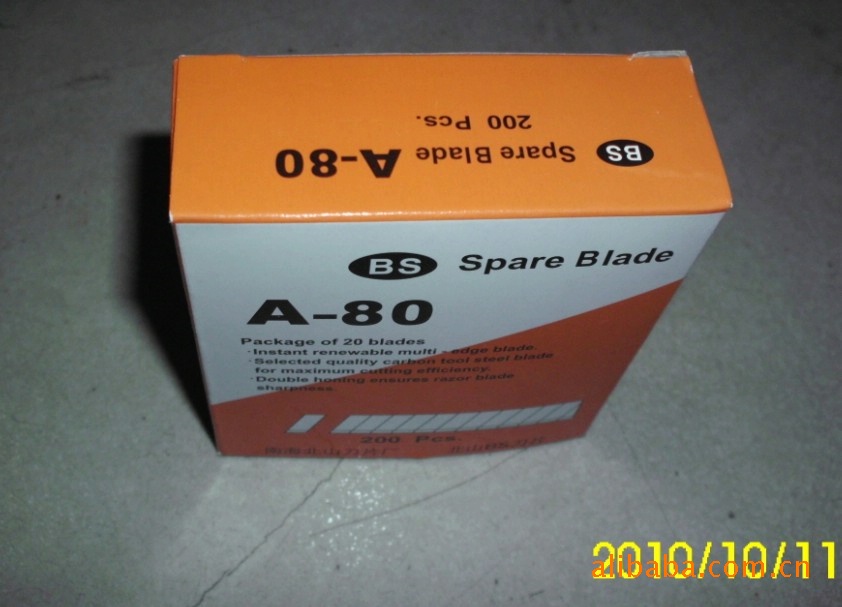 BS Spare Blade A-80
200 Pcs.
BS Spare Blade
A-80
Package of 20 blades
·Instant renewable multi - edge blade.
·Selected quality carbon tool steel blade
for maximum cutting efficiency.
·Double honing ensures razor blade
sharpness.
200 Pcs.
2010/10/11
alibaba.com.cn